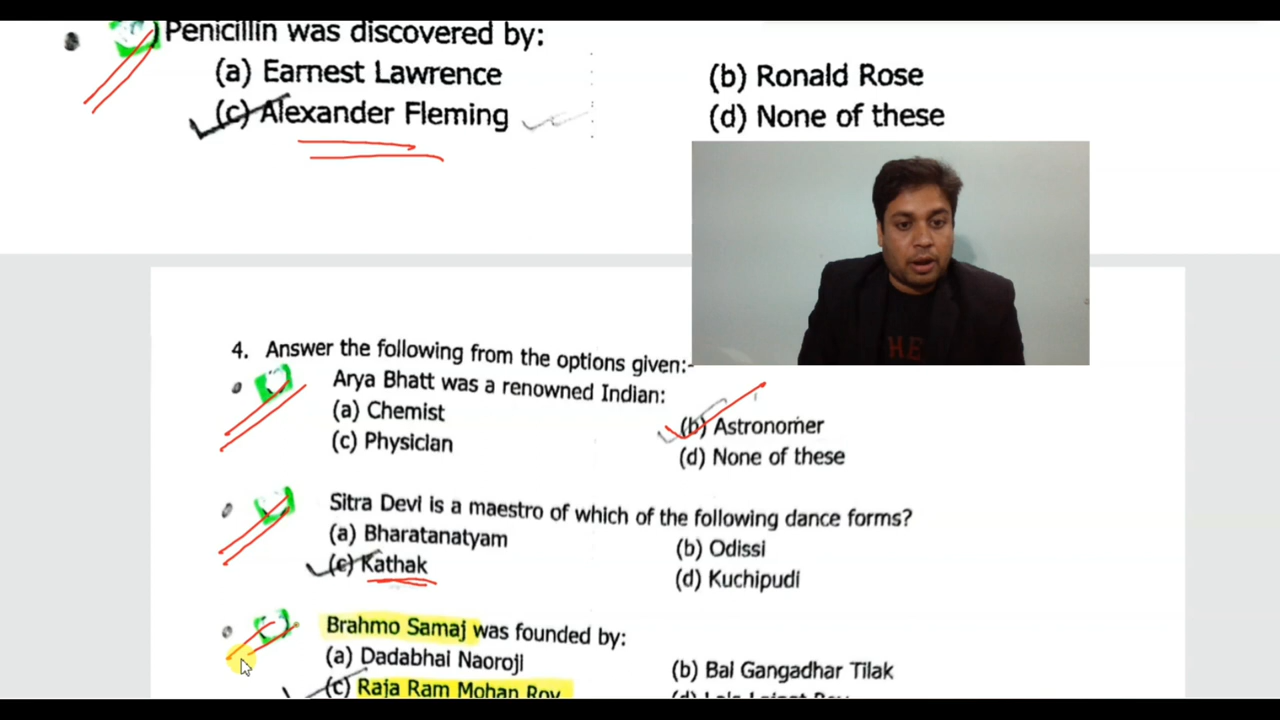 Penicillin was discovered by:
(a) Earnest Lawrence (b) Ronald Rose
(c) Alexander Fleming (d) None of these
4. Answer the following from the options given:-
Arya Bhatt was a renowned Indian:
(a) Chemist (b) Astronomer
(c) Physician (d) None of these
Sitra Devi is a maestro of which of the following dance forms?
(a) Bharatanatyam (b) Odissi
(c) Kathak (d) Kuchipudi
Brahmo Samaj was founded by:
(a) Dadabhai Naoroji (b) Bal Gangadhar Tilak
(c) Raja Ram Mohan Roy
HE